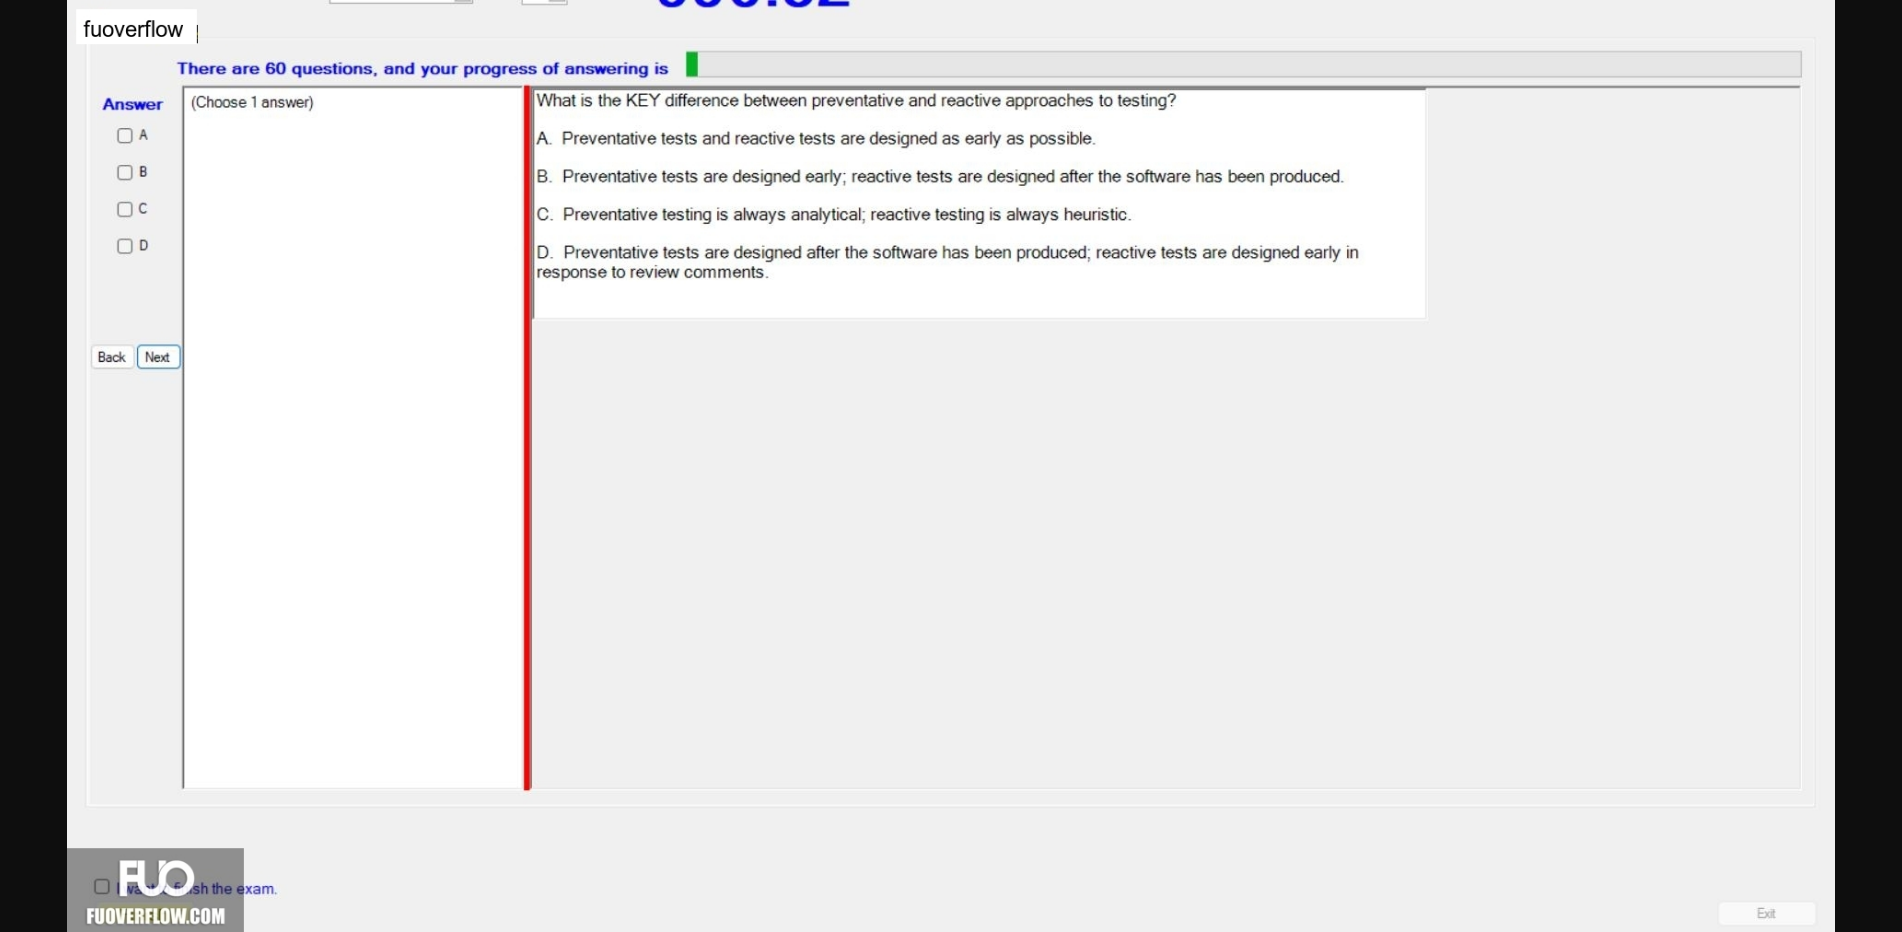 fuoverflow
There are 60 questions, and your progress of answering is
Answer
(Choose 1 answer)
A
B
C
D
Back
Next
What is the KEY difference between preventative and reactive approaches to testing?
A. Preventative tests and reactive tests are designed as early as possible.
B. Preventative tests are designed early; reactive tests are designed after the software has been produced.
C. Preventative testing is always analytical; reactive testing is always heuristic.
D. Preventative tests are designed after the software has been produced; reactive tests are designed early in
response to review comments.
I want the exam.
FUO
FUOVERFLOW.COM
Exit